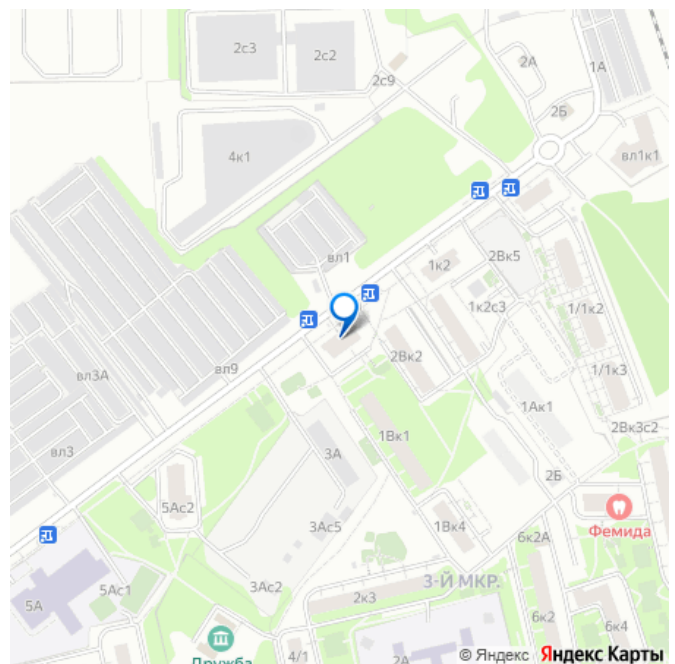 2с3
2с2
2с9
2А
1А
2Б
4к1
вл1к1
вл1
1к2
2Вк5
1к2с3
1/1к2
вл3А
вл9
2Вк2
1/1к3
1Ак1
2Вк3с2
1Вк1
вл3
3А
2Б
5Ас2
Фемида
3Ас5
1Вк4
6к2А
3-Й МКР.
5Ас1
3Ас2
2к3
5А
6к2
6к4
Дружба
4/1
2А
© Яндекс Яндекс Карты